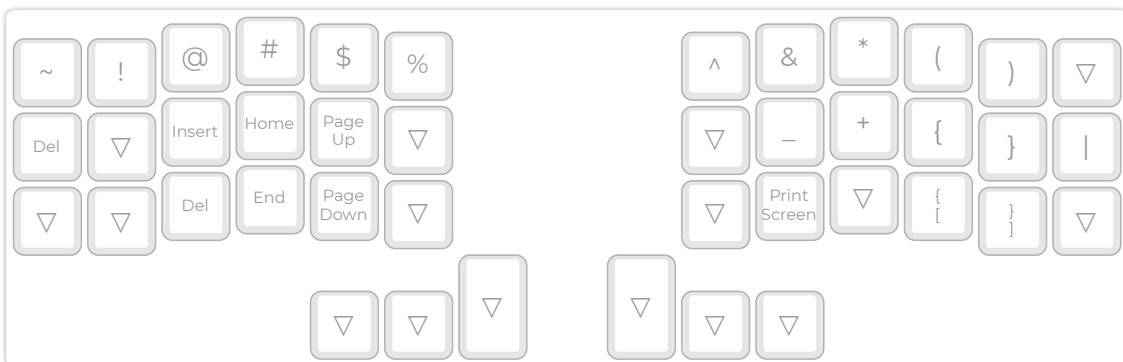 ~ ! @ # $ % ^ & * ( ) ▽
Del ▽ Insert Home Page Up ▽ ▽ _ + { } |
▽ ▽ Del End Page Down ▽ ▽ Print Screen ▽ { [ } ] ▽
▽ ▽ ▽ ▽ ▽ ▽